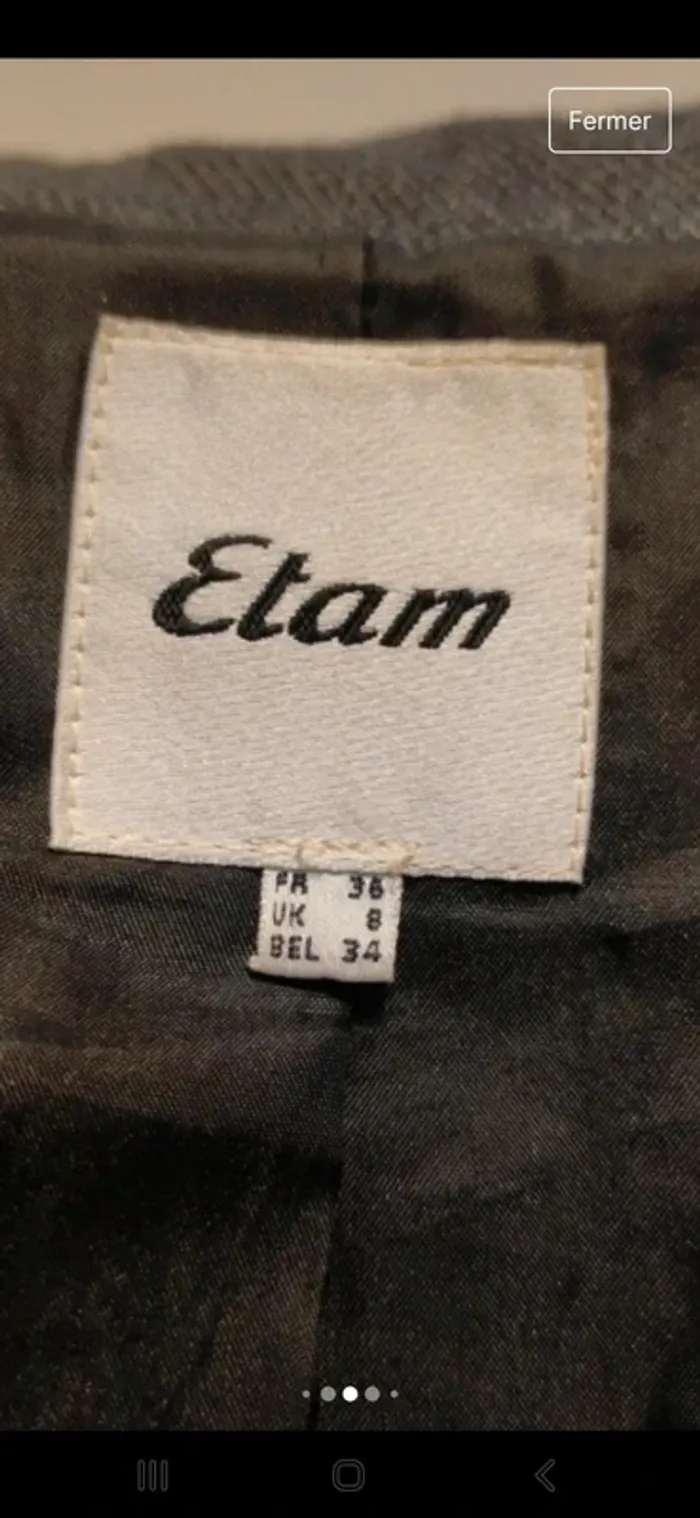 Fermer
Etam
FR 36
UK 8
BEL 34